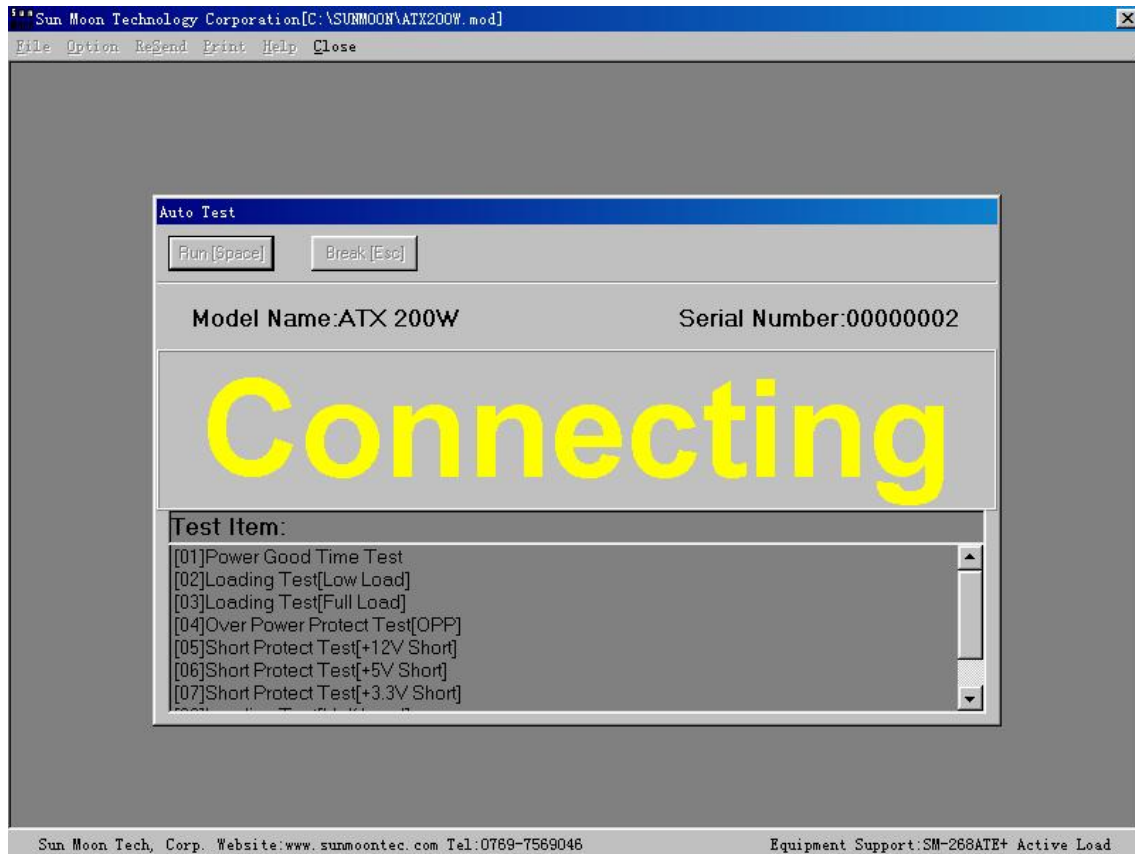 Sun Moon Technology Corporation[C:\SUNMOON\ATX200W.mod]
File Option ReSend Print Help Close
Auto Test
Run [Space] Break [Esc]
Model Name:ATX 200W Serial Number:00000002
Connecting
Test Item:
[01]Power Good Time Test
[02]Loading Test[Low Load]
[03]Loading Test[Full Load]
[04]Over Power Protect Test[OPP]
[05]Short Protect Test[+12V Short]
[06]Short Protect Test[+5V Short]
[07]Short Protect Test[+3.3V Short]
Sun Moon Tech, Corp. Website:www.sunmoontec.com Tel:0769-7569046 Equipment Support:SM-268ATE+ Active Load